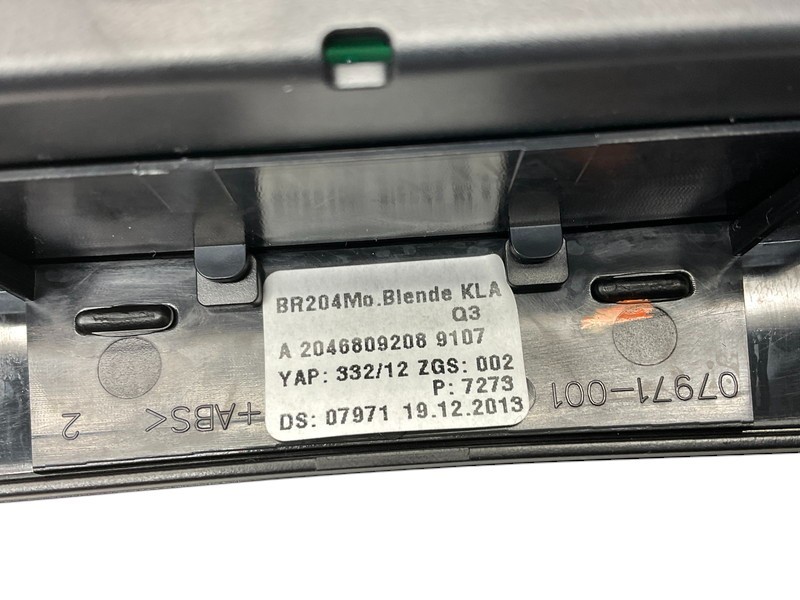 BR204Mo.Blende KLA
Q3
A 2046809208 9107
YAP: 332/12 ZGS: 002
P: 7273
DS: 07971 19.12.2013
07971-001
+ABS<
2